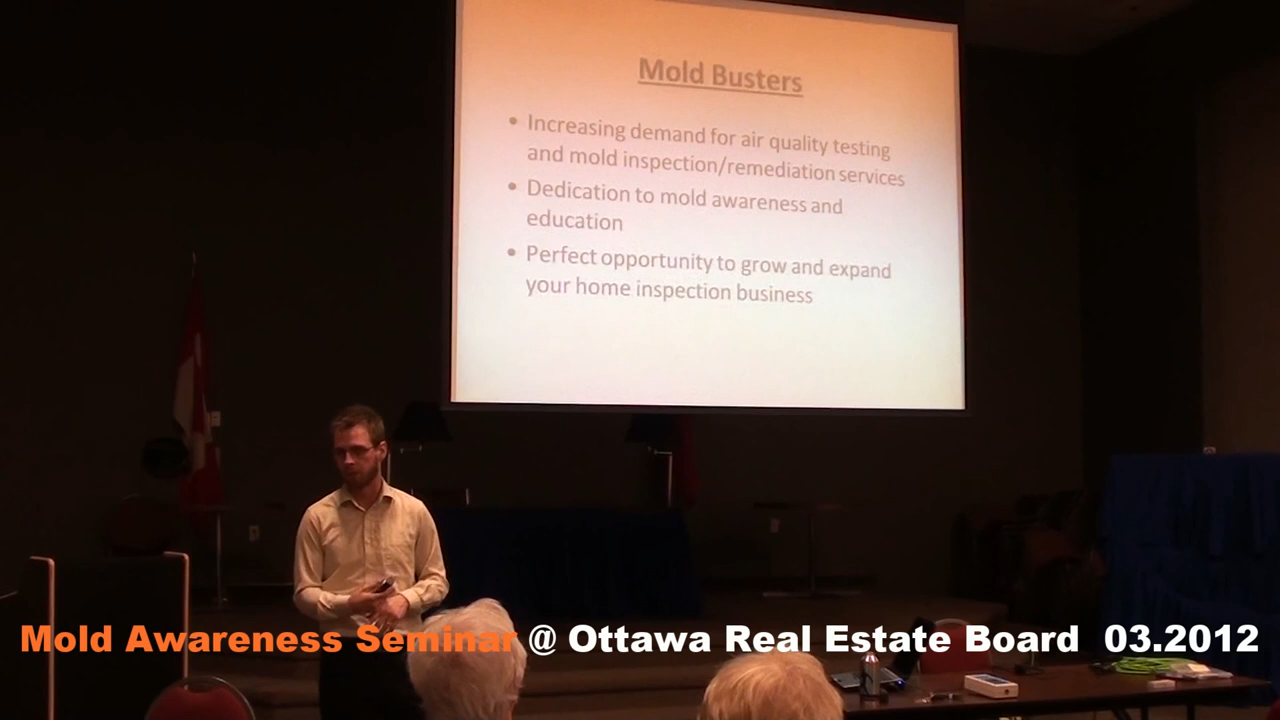 Mold Busters
• Increasing demand for air quality testing
and mold inspection/remediation services
• Dedication to mold awareness and
education
• Perfect opportunity to grow and expand
your home inspection business
Mold Awareness Seminar @ Ottawa Real Estate Board 03.2012